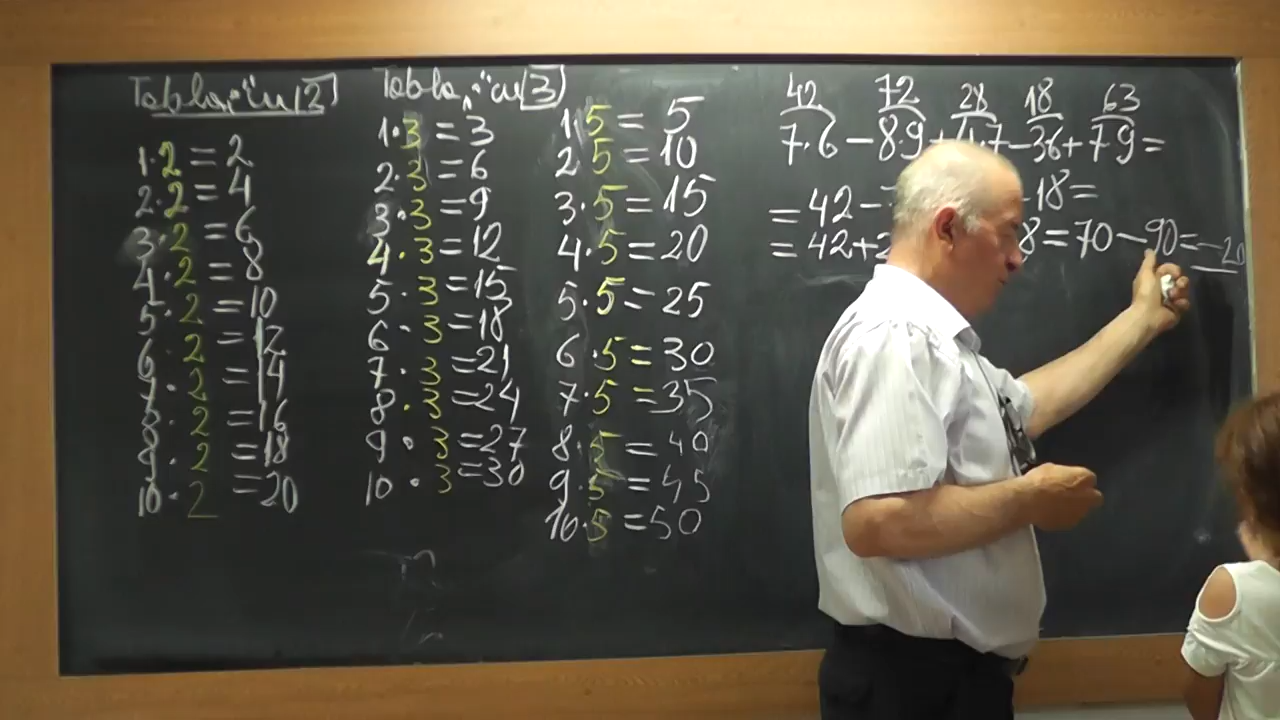 Tabla „cu 2
1·2 = 2
2·2 = 4
3·2 = 6
4·2 = 8
5·2 = 10
6·2 = 12
7·2 = 14
8·2 = 16
9·2 = 18
10·2 = 20
Tabla „cu 3
1·3 = 3
2·3 = 6
3·3 = 9
4·3 = 12
5·3 = 15
6·3 = 18
7·3 = 21
8·3 = 24
9·3 = 27
10·3 = 30
1·5 = 5
2·5 = 10
3·5 = 15
4·5 = 20
5·5 = 25
6·5 = 30
7·5 = 35
8·5 = 40
9·5 = 45
10·5 = 50
42 72 28 18 63
7·6 − 8·9 + 4·7 − 3·6 + 7·9 =
= 42 − 18 =
= 42 + 8 = 70 − 90 = −20